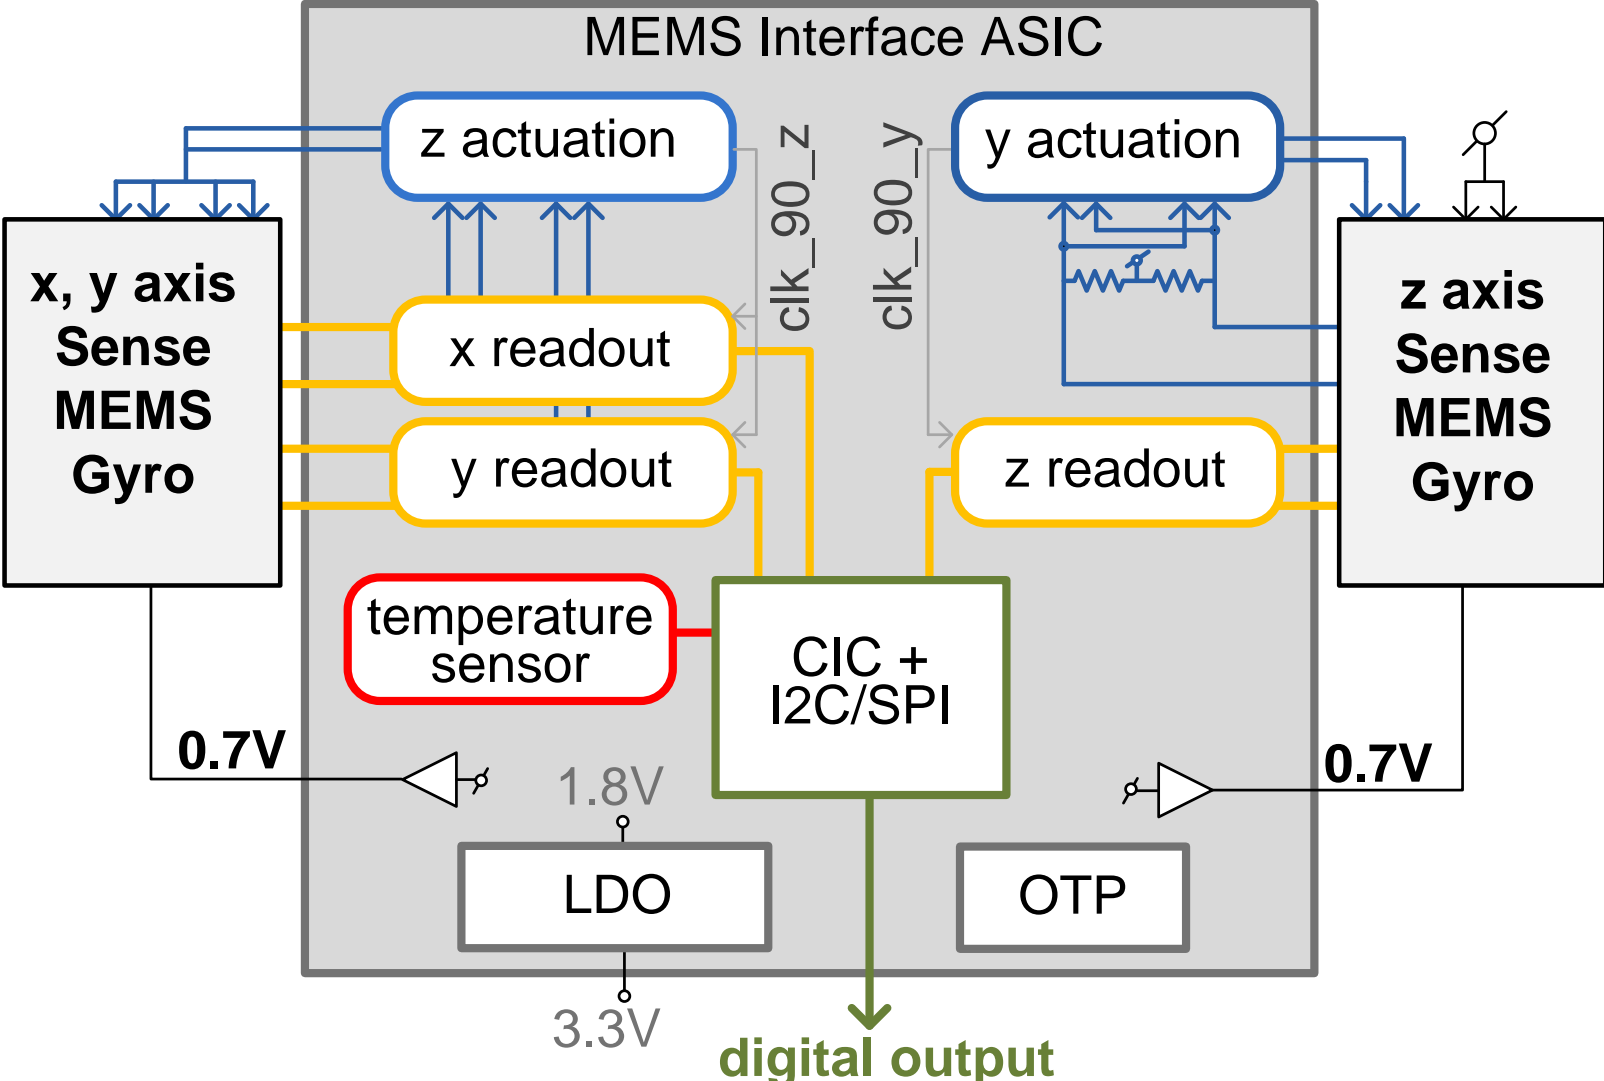 MEMS Interface ASIC
z actuation
y actuation
clk_90_z
clk_90_y
x, y axis
Sense
MEMS
Gyro
z axis
Sense
MEMS
Gyro
x readout
y readout
z readout
temperature
sensor
CIC +
I2C/SPI
0.7V
0.7V
1.8V
LDO
OTP
3.3V
digital output